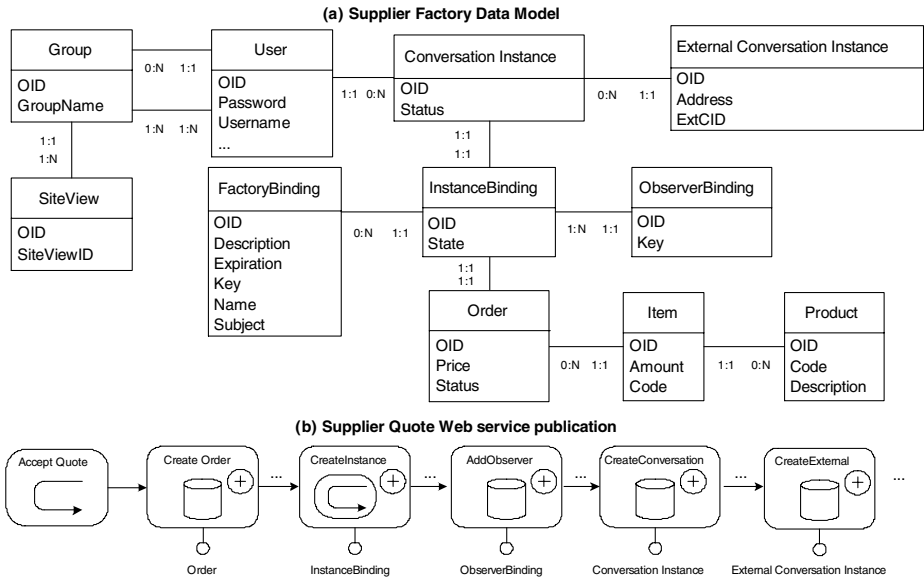 (a) Supplier Factory Data Model
Group
OID
GroupName
0:N 1:1
1:N 1:N
User
OID
Password
Username
...
1:1 0:N
Conversation Instance
OID
Status
0:N 1:1
External Conversation Instance
OID
Address
ExtCID
1:1
1:N
1:1
1:1
SiteView
OID
SiteViewID
FactoryBinding
OID
Description
Expiration
Key
Name
Subject
0:N 1:1
InstanceBinding
OID
State
1:N 1:1
ObserverBinding
OID
Key
1:1
1:1
Order
OID
Price
Status
0:N 1:1
Item
OID
Amount
Code
1:1 0:N
Product
OID
Code
Description
(b) Supplier Quote Web service publication
Accept Quote
Create Order
...
CreateInstance
...
AddObserver
...
CreateConversation
...
CreateExternal
...
Order
InstanceBinding
ObserverBinding
Conversation Instance
External Conversation Instance